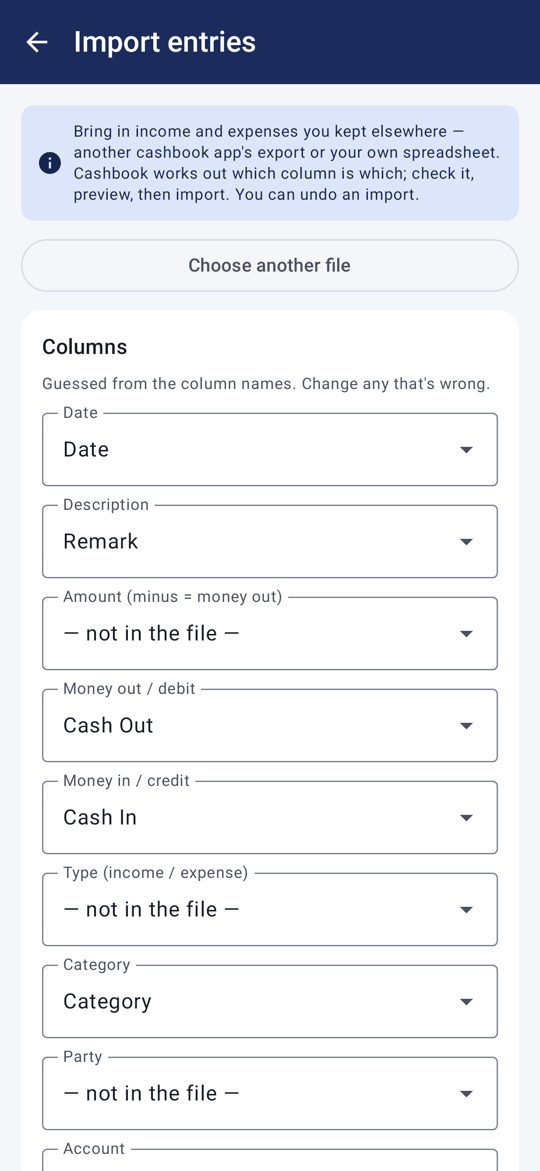 Import entries
Bring in income and expenses you kept elsewhere —
another cashbook app's export or your own spreadsheet.
Cashbook works out which column is which; check it,
preview, then import. You can undo an import.
Choose another file
Columns
Guessed from the column names. Change any that's wrong.
Date
Date
Description
Remark
Amount (minus = money out)
— not in the file —
Money out / debit
Cash Out
Money in / credit
Cash In
Type (income / expense)
— not in the file —
Category
Category
Party
— not in the file —
Account